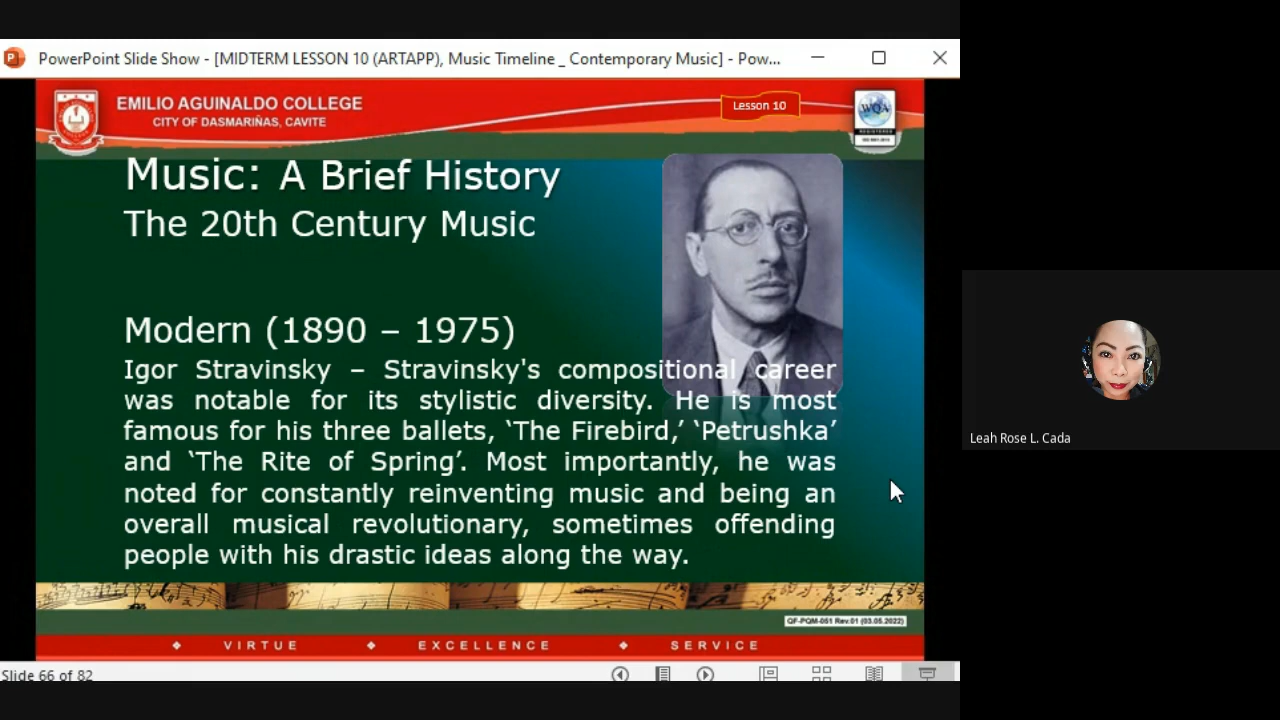 PowerPoint Slide Show - [MIDTERM LESSON 10 (ARTAPP), Music Timeline _ Contemporary Music] - Pow...
EMILIO AGUINALDO COLLEGE
CITY OF DASMARIÑAS, CAVITE
Lesson 10
WQA
Music: A Brief History
The 20th Century Music
Modern (1890 – 1975)
Igor Stravinsky – Stravinsky's compositional career
was notable for its stylistic diversity. He is most
famous for his three ballets, ‘The Firebird,’ ‘Petrushka’
and ‘The Rite of Spring’. Most importantly, he was
noted for constantly reinventing music and being an
overall musical revolutionary, sometimes offending
people with his drastic ideas along the way.
QF-PQM-051 Rev.01 (03.05.2022)
VIRTUE EXCELLENCE SERVICE
Slide 66 of 82
Leah Rose L. Cada